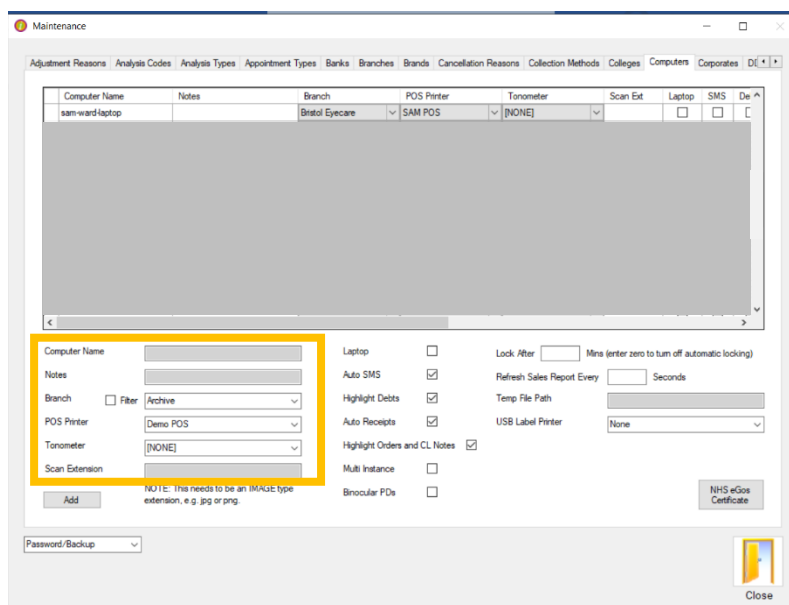 Maintenance
Adjustment Reasons Analysis Codes Analysis Types Appointment Types Banks Branches Brands Cancellation Reasons Collection Methods Colleges Computers Corporates
Computer Name Notes Branch POS Printer Tonometer Scan Ext Laptop SMS De
sam-ward-laptop Bristol Eyecare SAM POS [NONE]
Computer Name
Notes
Branch Filter Archive
POS Printer Demo POS
Tonometer [NONE]
Scan Extension
NOTE: This needs to be an IMAGE type
extension, e.g. jpg or png.
Add
Laptop
Auto SMS
Highlight Debts
Auto Receipts
Highlight Orders and CL Notes
Multi Instance
Binocular PDs
Lock After Mins (enter zero to turn off automatic locking)
Refresh Sales Report Every Seconds
Temp File Path
USB Label Printer None
NHS eGos
Certificate
Password/Backup
Close